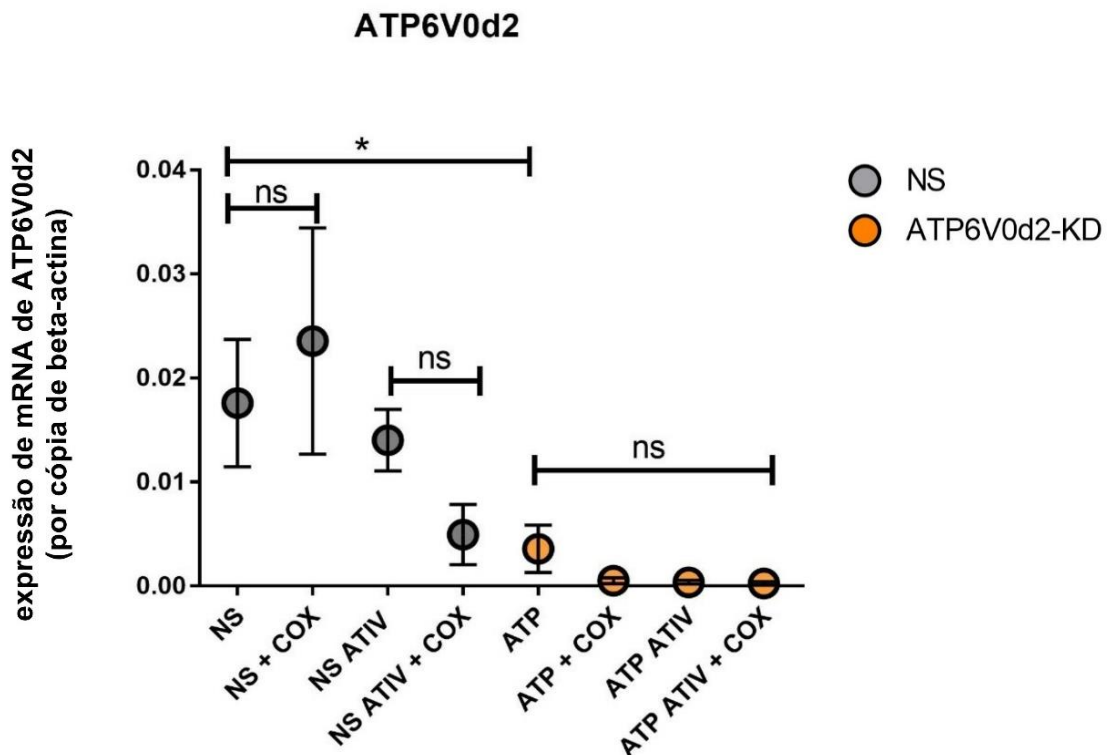 ATP6V0d2
expressão de mRNA de ATP6V0d2
(por cópia de beta-actina)
0.04
0.03
0.02
0.01
0.00
*
ns
ns
ns
NS
NS + COX
NS ATIV
NS ATIV + COX
ATP
ATP + COX
ATP ATIV
ATP ATIV + COX
NS
ATP6V0d2-KD